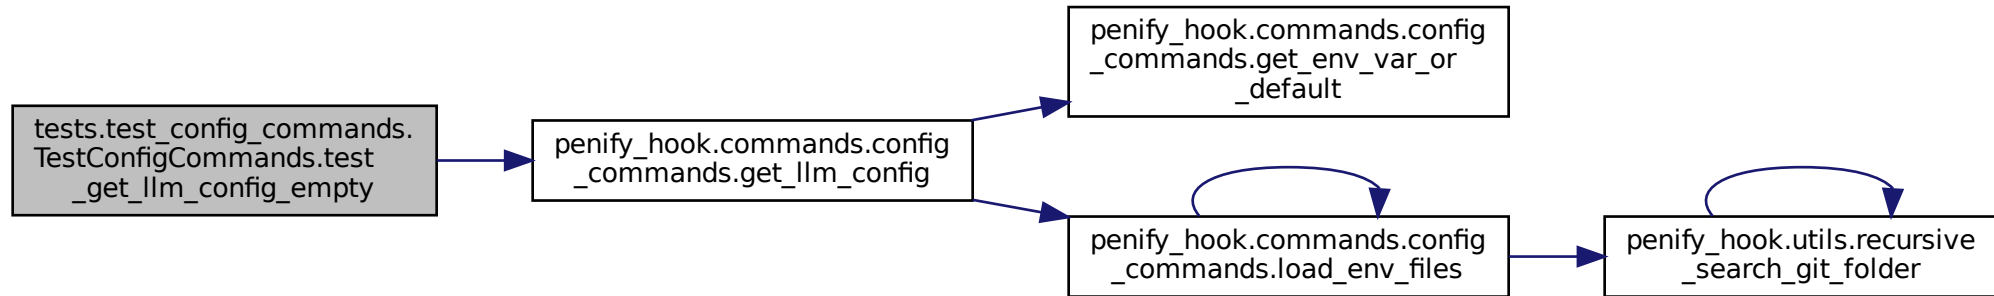 tests.test_config_commands.
TestConfigCommands.test
_get_llm_config_empty
penify_hook.commands.config
_commands.get_llm_config
penify_hook.commands.config
_commands.get_env_var_or
_default
penify_hook.commands.config
_commands.load_env_files
penify_hook.utils.recursive
_search_git_folder